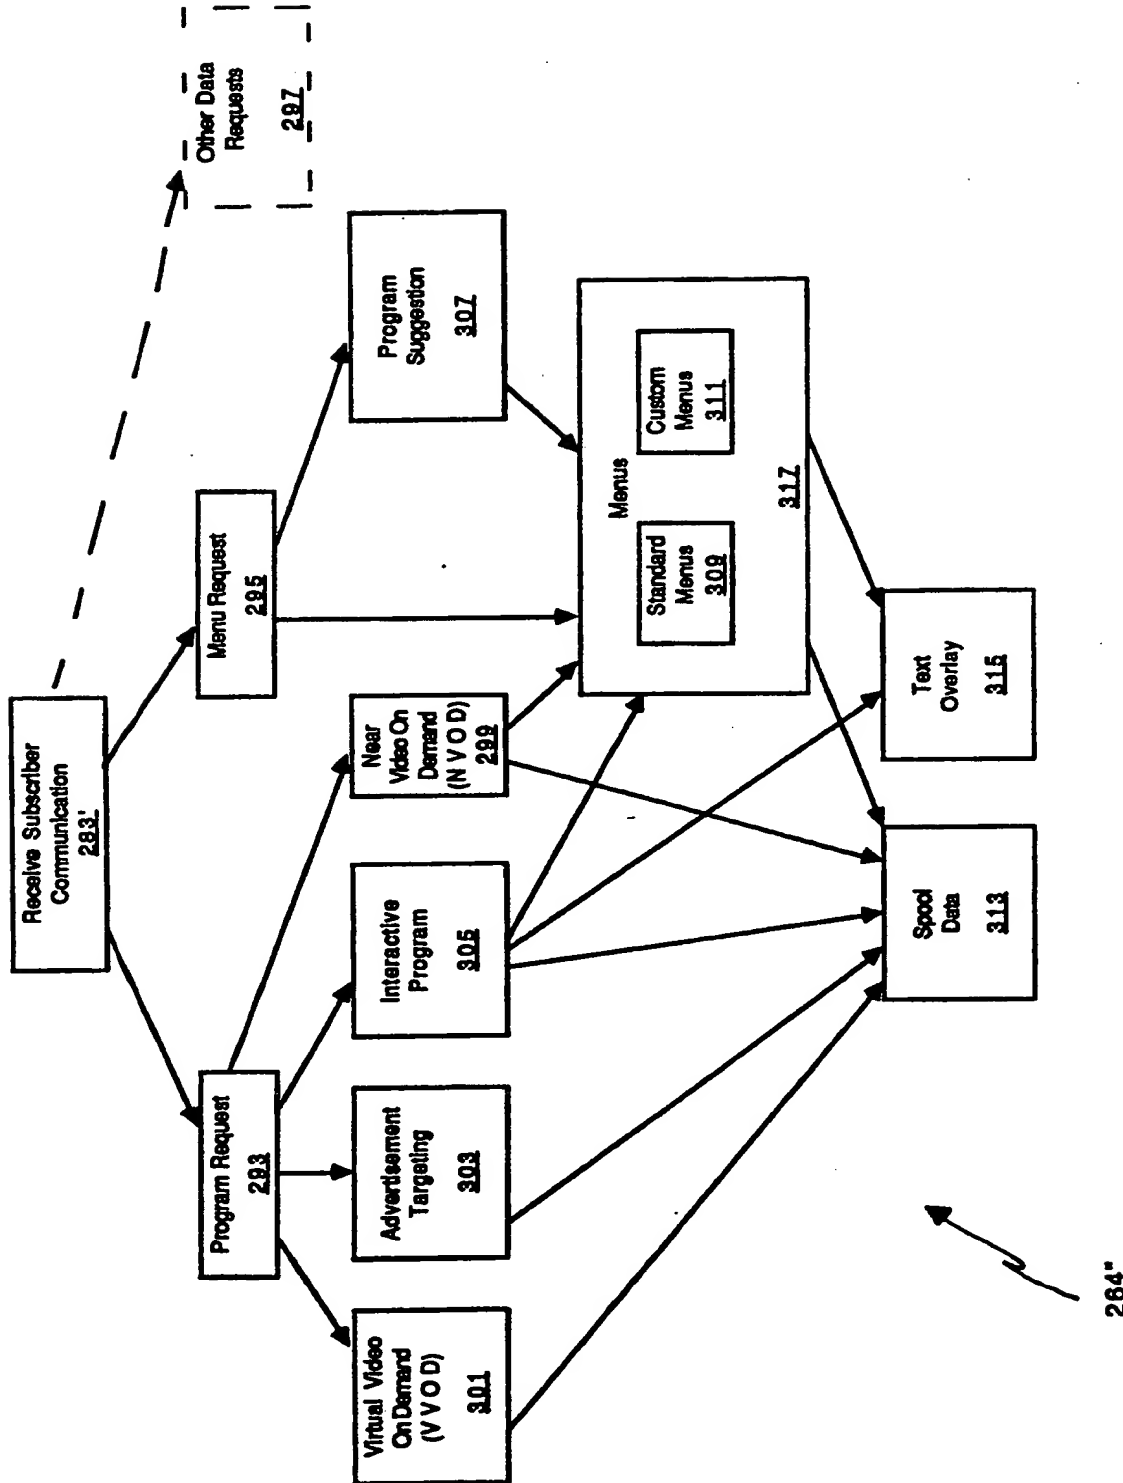 Receive Subscriber
Communication
283'
Other Data
Requests
297
Program Request
293
Menu Request
295
Virtual Video
On Demand
(V V O D)
301
Advertisement
Targeting
303
Interactive
Program
305
Near
Video On
Demand
(N V O D)
299
Program
Suggestion
307
Menus
Standard
Menus
309
Custom
Menus
311
317
Spool
Data
313
Text
Overlay
315
264"